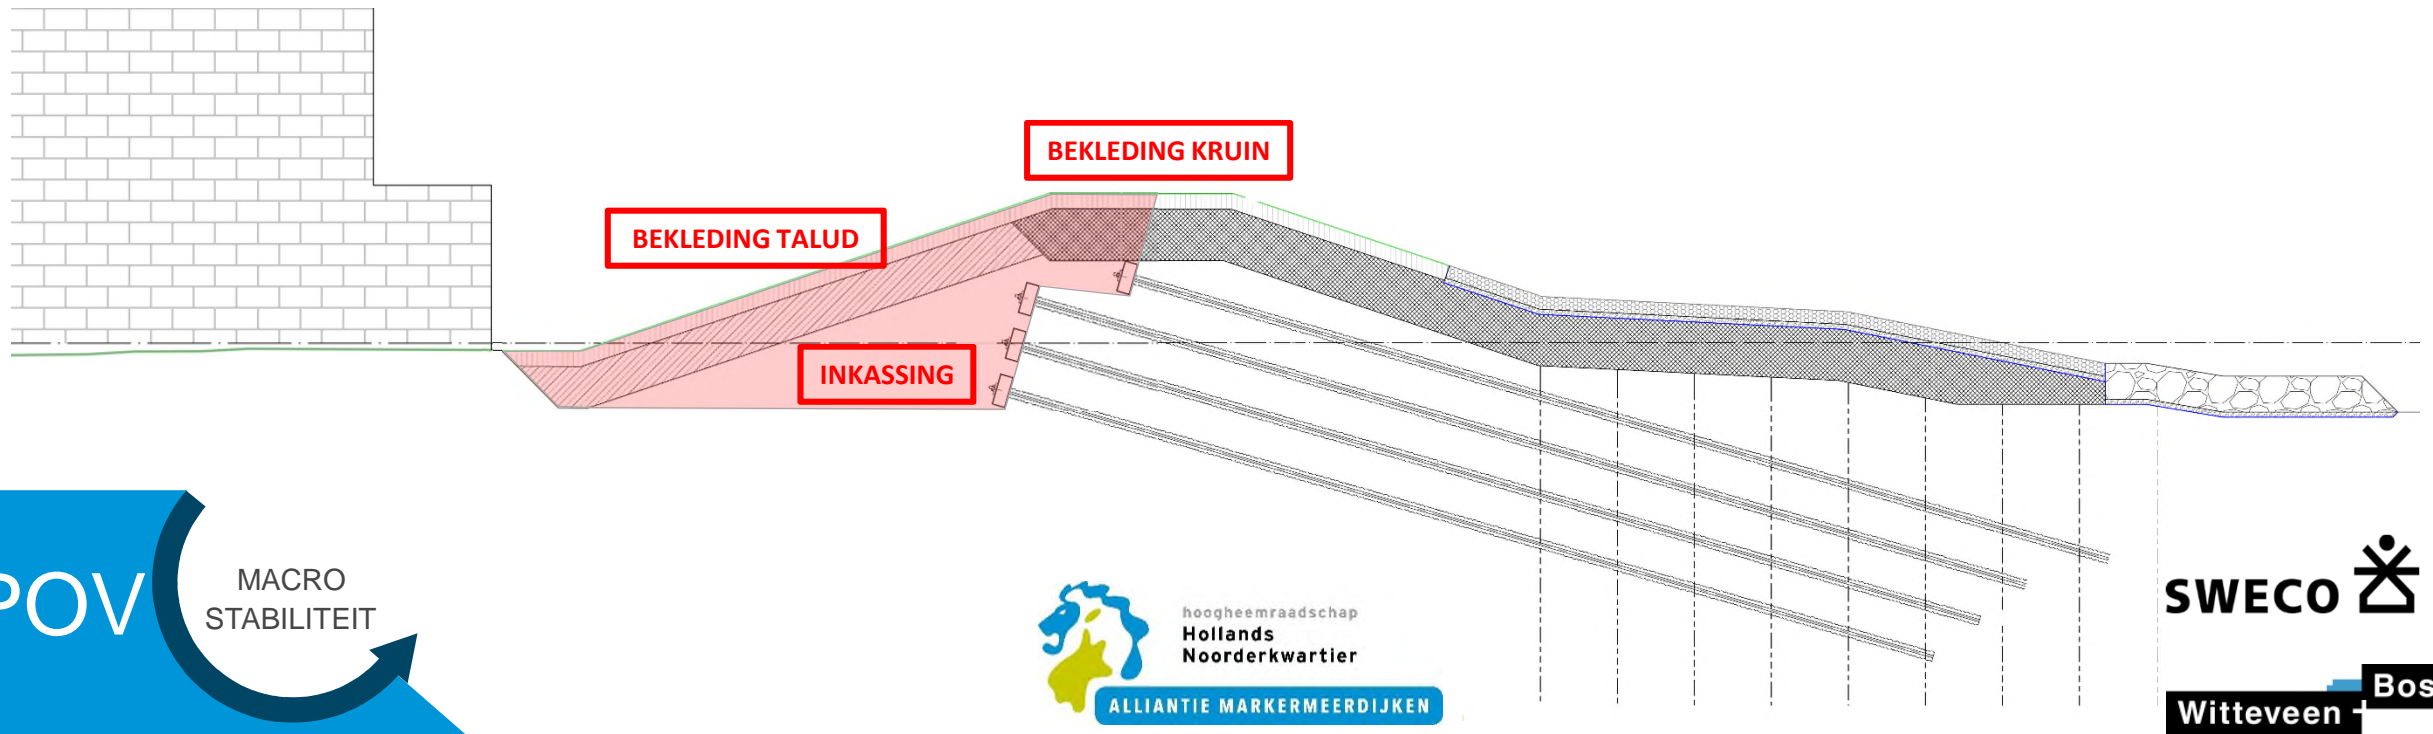 BEKLEDING KRUIN
BEKLEDING TALUD
INKASSING
POV
MACRO
STABILITEIT
hoogheemraadschap
Hollands
Noorderkwartier
ALLIANTIE MARKERMEERDIJKEN
SWECO
Witteveen + Bos